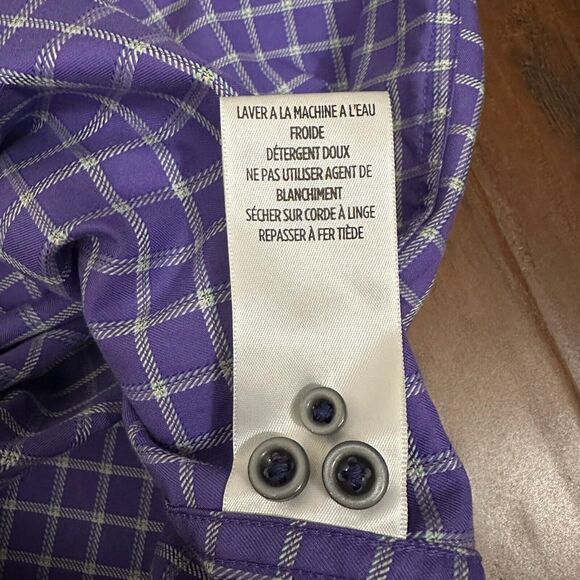 LAVER A LA MACHINE A L'EAU
FROIDE
DÉTERGENT DOUX
NE PAS UTILISER AGENT DE
BLANCHIMENT
SÉCHER SUR CORDE À LINGE
REPASSER À FER TIÈDE